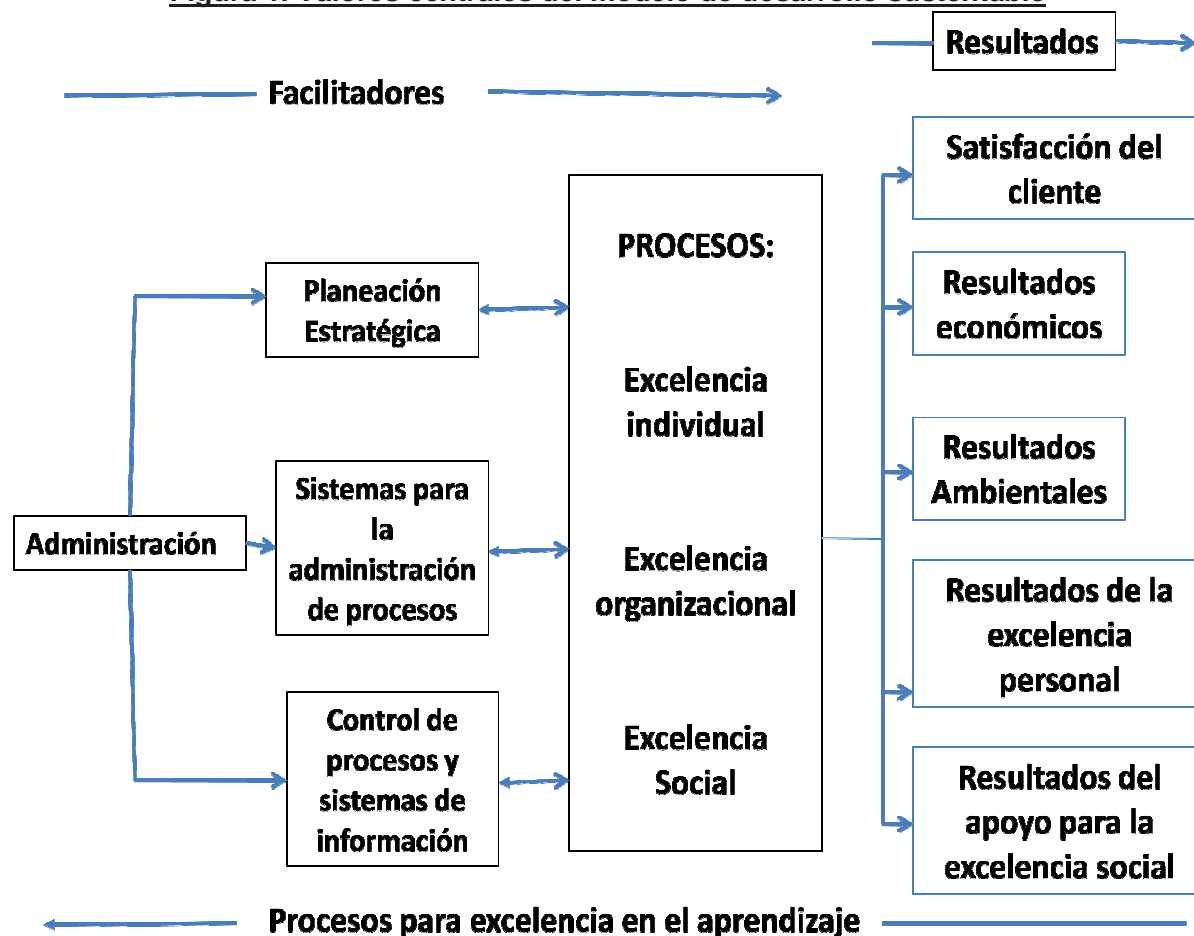 Resultados
Facilitadores
Satisfacción del
cliente
PROCESOS:
Planeación
Estratégica
Resultados
económicos
Excelencia
individual
Resultados
Ambientales
Sistemas para
la
administración
de procesos
Administración
Excelencia
organizacional
Resultados de la
excelencia
personal
Control de
procesos y
sistemas de
información
Excelencia
Social
Resultados del
apoyo para la
excelencia social
Procesos para excelencia en el aprendizaje